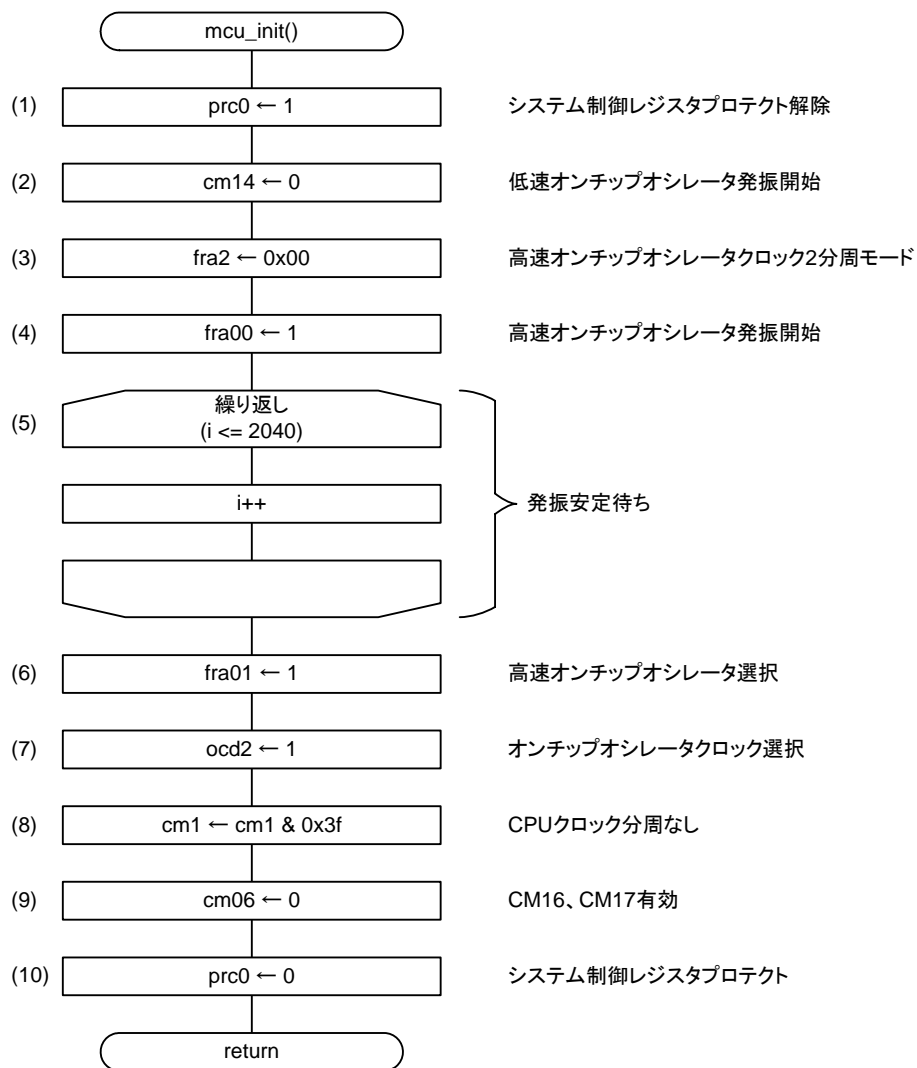 mcu_init()
(1) prc0 ← 1 システム制御レジスタプロテクト解除
(2) cm14 ← 0 低速オンチップオシレータ発振開始
(3) fra2 ← 0x00 高速オンチップオシレータクロック2分周モード
(4) fra00 ← 1 高速オンチップオシレータ発振開始
(5) 繰り返し
(i <= 2040)
i++ 発振安定待ち
(6) fra01 ← 1 高速オンチップオシレータ選択
(7) ocd2 ← 1 オンチップオシレータクロック選択
(8) cm1 ← cm1 & 0x3f CPUクロック分周なし
(9) cm06 ← 0 CM16、CM17有効
(10) prc0 ← 0 システム制御レジスタプロテクト
return